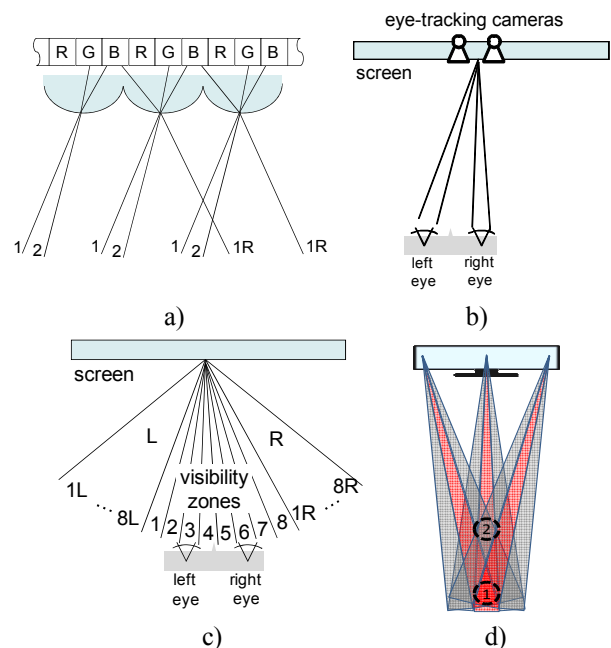 R G B R G B R G B
1 2 1 2 1 2 1R 1R
a)
eye-tracking cameras
screen
left eye
right eye
b)
screen
L
R
visibility
zones
1L
...
8L
1 2 3 4 5 6 7 8
1R
...
8R
left eye
right eye
c)
2
1
d)